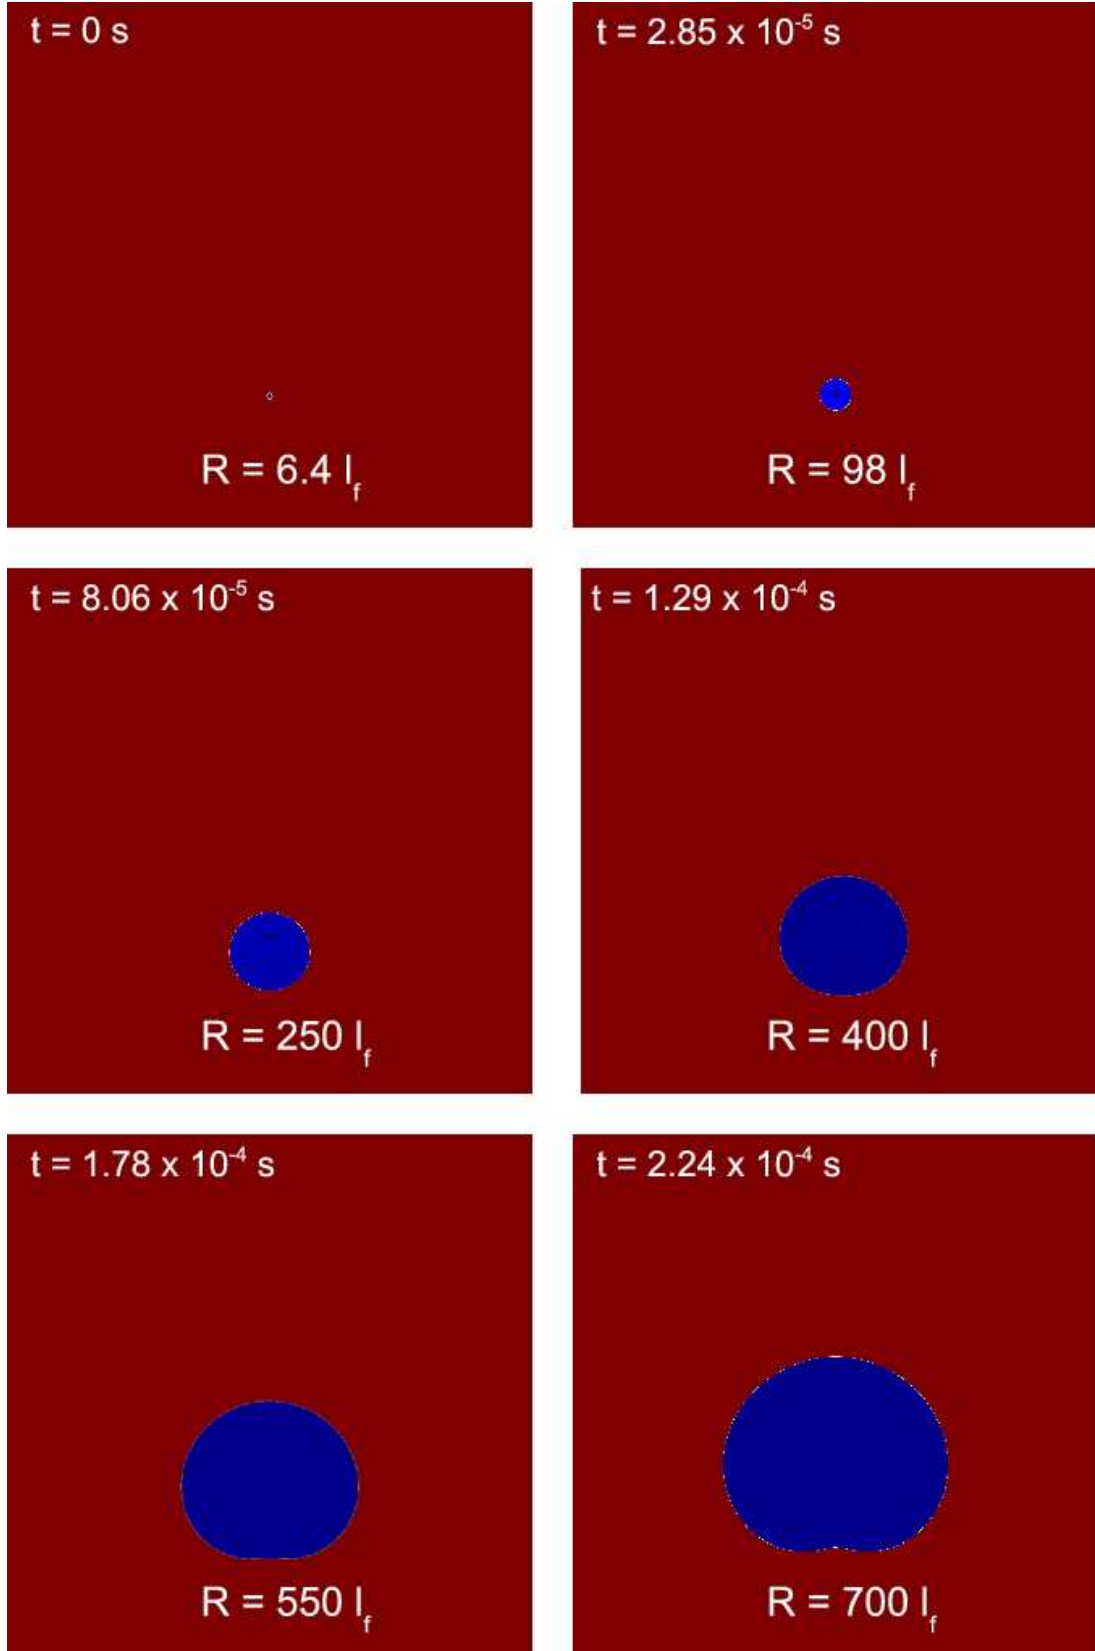 t = 0 s
R = 6.4 l_f
t = 2.85 x 10⁻⁵ s
R = 98 l_f
t = 8.06 x 10⁻⁵ s
R = 250 l_f
t = 1.29 x 10⁻⁴ s
R = 400 l_f
t = 1.78 x 10⁻⁴ s
R = 550 l_f
t = 2.24 x 10⁻⁴ s
R = 700 l_f